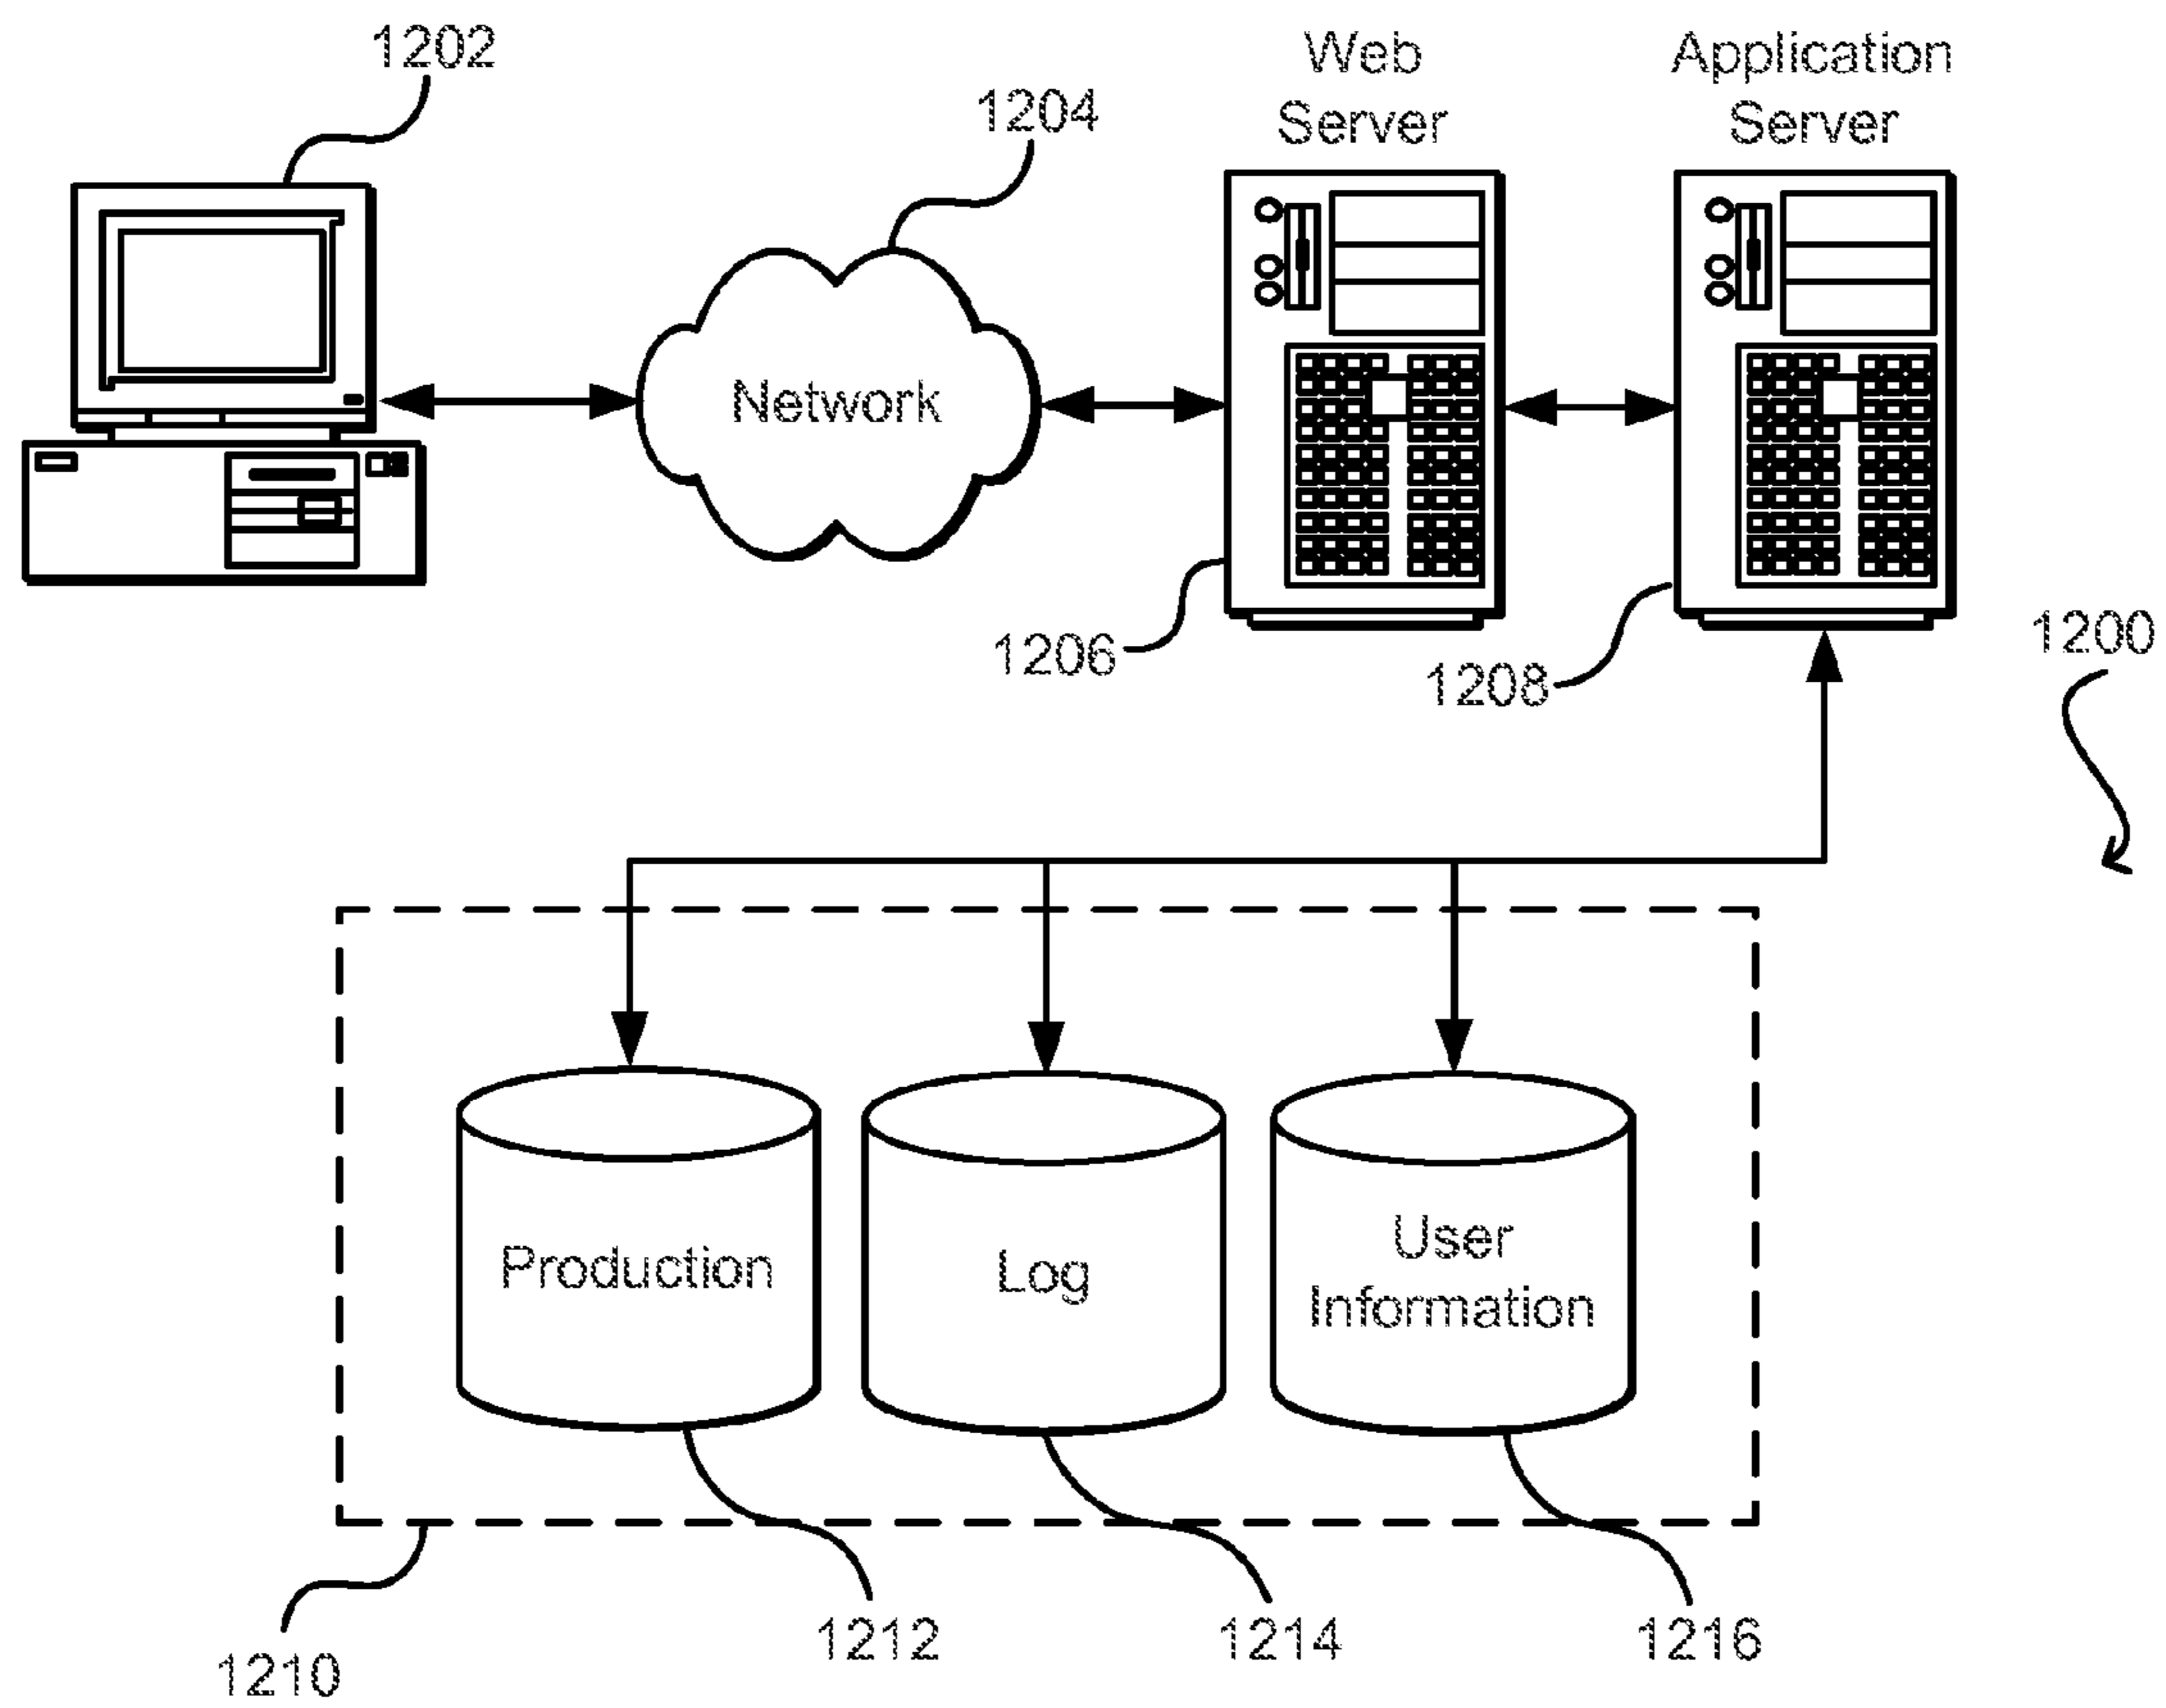 1202
1204
Web
Server
Application
Server
Network
1206
1208
1200
Production
Log
User
Information
1210
1212
1214
1216